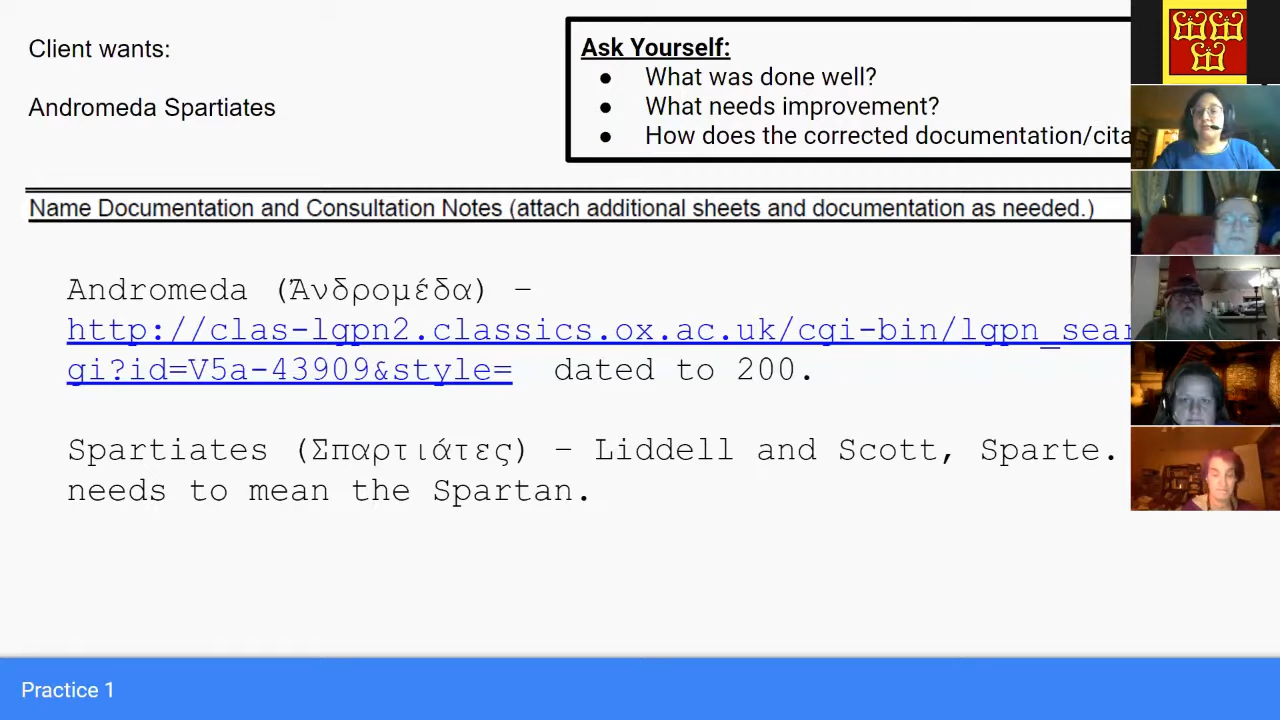 Client wants:
Andromeda Spartiates
Ask Yourself:
● What was done well?
● What needs improvement?
● How does the corrected documentation/cita
Name Documentation and Consultation Notes (attach additional sheets and documentation as needed.)
Andromeda (Άνδρομέδα) –
http://clas-lgpn2.classics.ox.ac.uk/cgi-bin/lgpn_sear
gi?id=V5a-43909&style= dated to 200.
Spartiates (Σπαρτιάτες) – Liddell and Scott, Sparte.
needs to mean the Spartan.
Practice 1